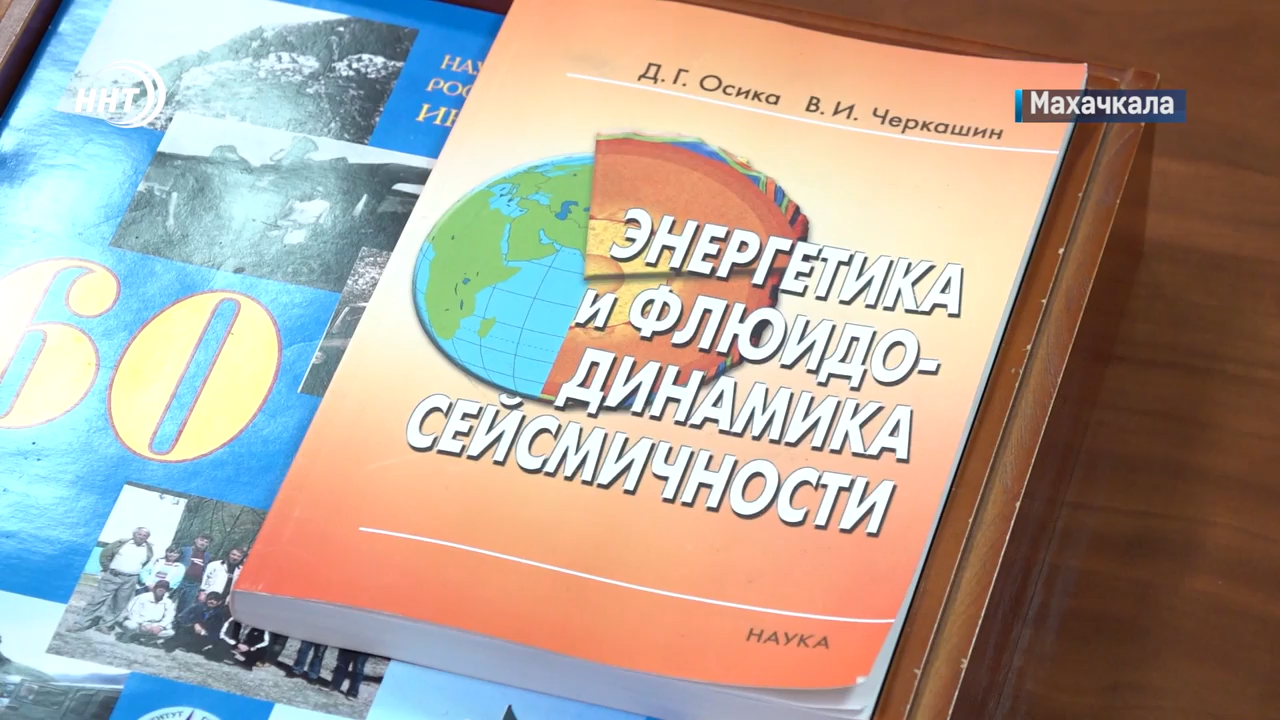 ННТ
Махачкала
Д. Г. Осика В. И. Черкашин
ЭНЕРГЕТИКА
и ФЛЮИДО-
ДИНАМИКА
СЕЙСМИЧНОСТИ
НАУКА
60